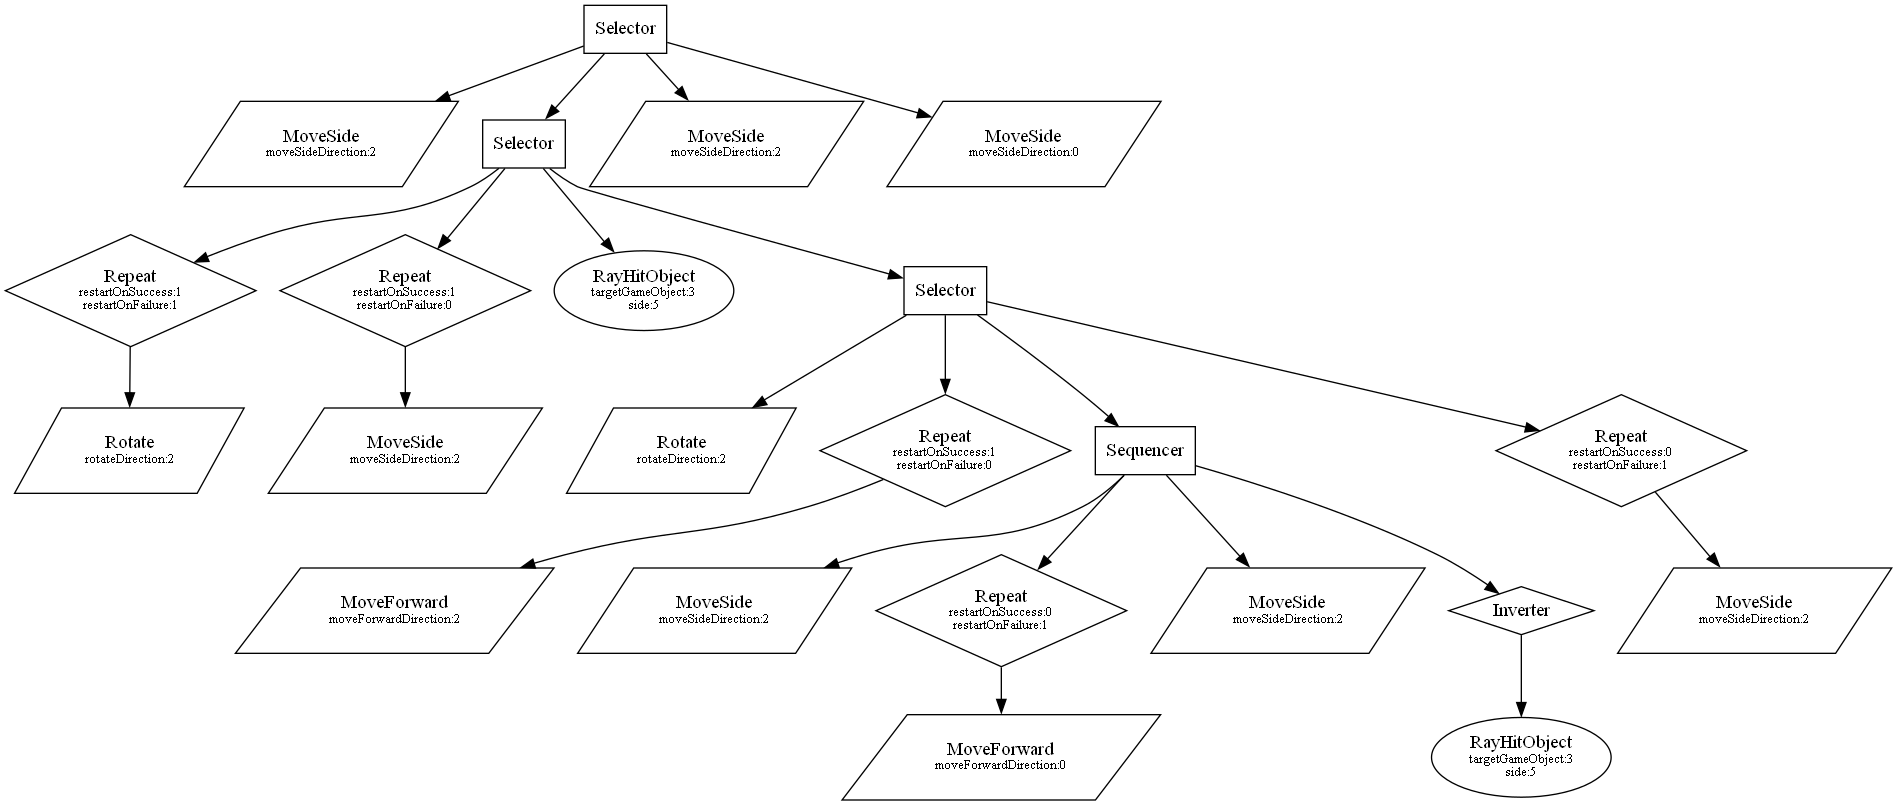 Selector
MoveSide
moveSideDirection:2
Selector
MoveSide
moveSideDirection:2
MoveSide
moveSideDirection:0
Repeat
restartOnSuccess:1
restartOnFailure:1
Repeat
restartOnSuccess:1
restartOnFailure:0
RayHitObject
targetGameObject:3
side:5
Selector
Rotate
rotateDirection:2
MoveSide
moveSideDirection:2
Rotate
rotateDirection:2
Repeat
restartOnSuccess:1
restartOnFailure:0
Sequencer
Repeat
restartOnSuccess:0
restartOnFailure:1
MoveForward
moveForwardDirection:2
MoveSide
moveSideDirection:2
Repeat
restartOnSuccess:0
restartOnFailure:1
MoveSide
moveSideDirection:2
Inverter
MoveSide
moveSideDirection:2
MoveForward
moveForwardDirection:0
RayHitObject
targetGameObject:3
side:5